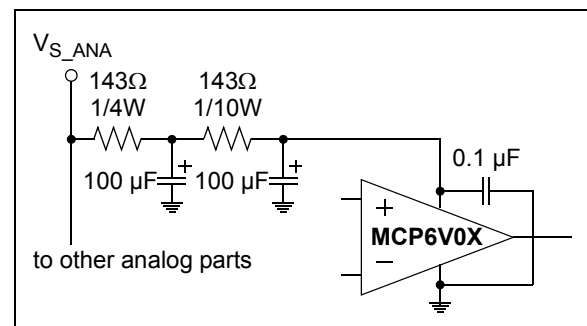 V_S_ANA
143Ω 143Ω
1/4W 1/10W
0.1 µF
100 µF + 100 µF +
+
MCP6V0X
−
to other analog parts